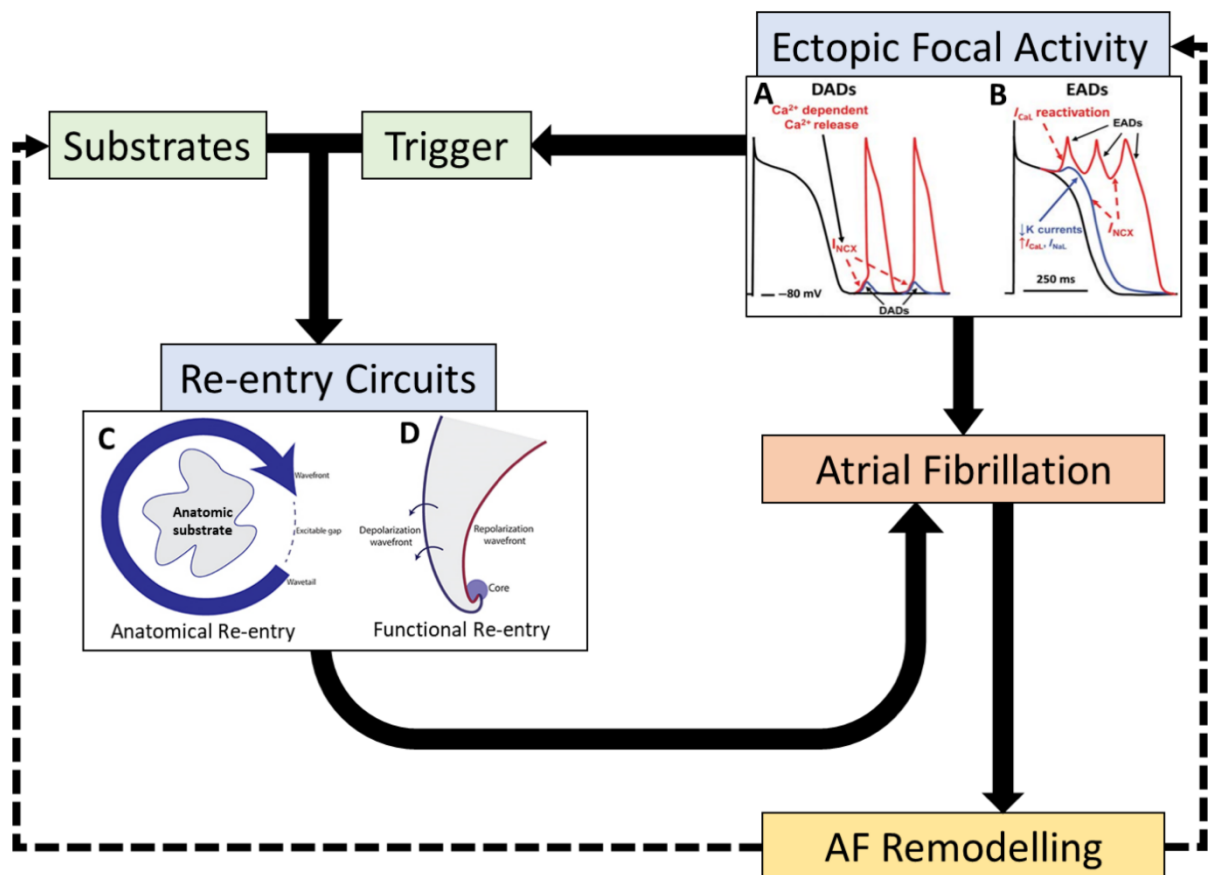 Ectopic Focal Activity
A
DADs
Ca²⁺ dependent
Ca²⁺ release
I_NCX
−80 mV
DADs
B
EADs
I_CaL reactivation
EADs
↓K currents
↑I_CaL, I_NaL
I_NCX
250 ms
Substrates
Trigger
Re-entry Circuits
C
Anatomic
substrate
Wavefront
Excitable gap
Wavetail
Anatomical Re-entry
D
Depolarization
wavefront
Repolarization
wavefront
Core
Functional Re-entry
Atrial Fibrillation
AF Remodelling